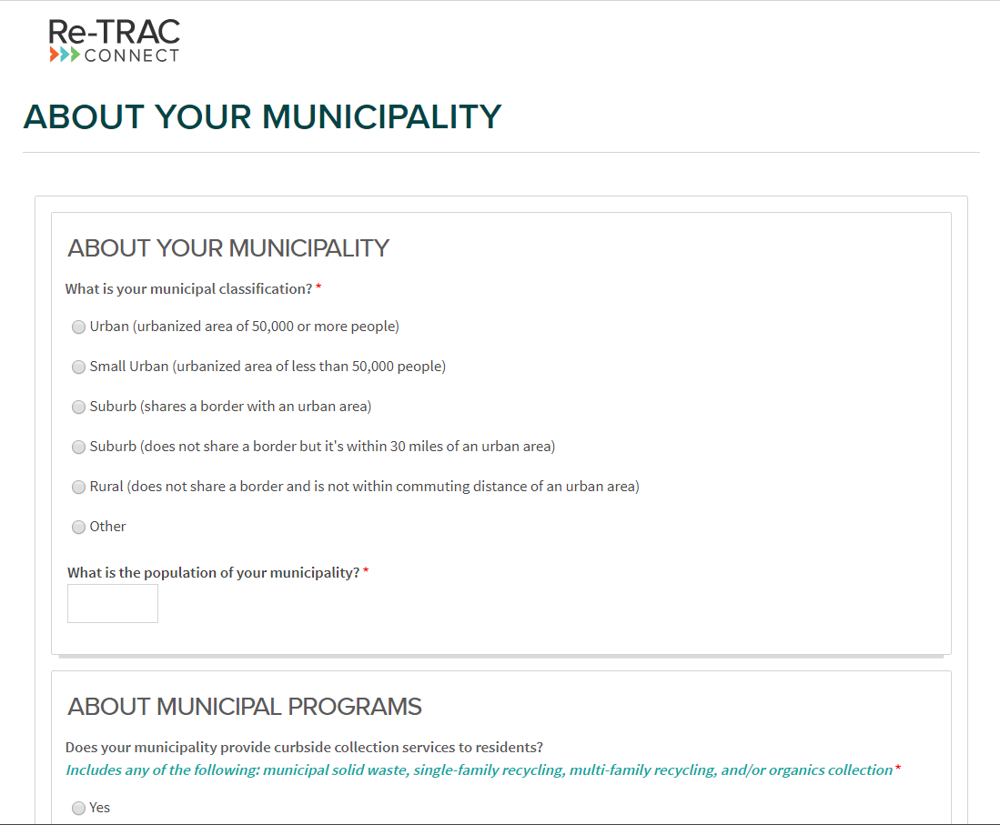 Re-TRAC
CONNECT
ABOUT YOUR MUNICIPALITY
ABOUT YOUR MUNICIPALITY
What is your municipal classification? *
Urban (urbanized area of 50,000 or more people)
Small Urban (urbanized area of less than 50,000 people)
Suburb (shares a border with an urban area)
Suburb (does not share a border but it's within 30 miles of an urban area)
Rural (does not share a border and is not within commuting distance of an urban area)
Other
What is the population of your municipality? *
ABOUT MUNICIPAL PROGRAMS
Does your municipality provide curbside collection services to residents?
Includes any of the following: municipal solid waste, single-family recycling, multi-family recycling, and/or organics collection *
Yes